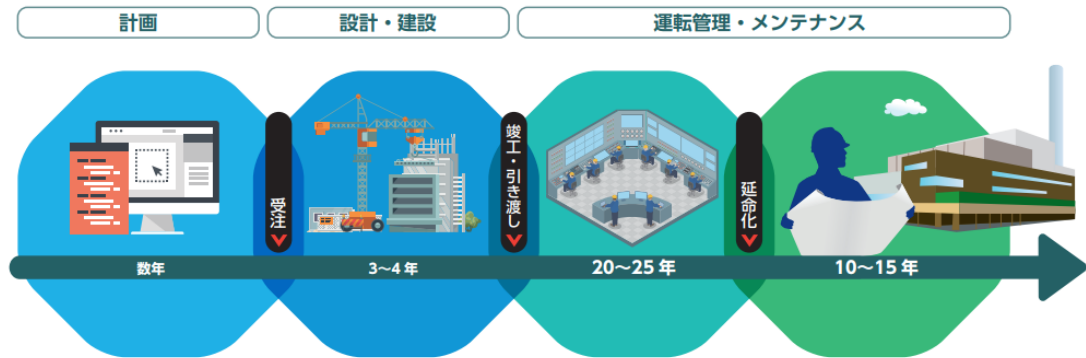 計画
設計・建設
運転管理・メンテナンス
受注
竣工・引き渡し
延命化
数年
3〜4 年
20〜25 年
10〜15 年